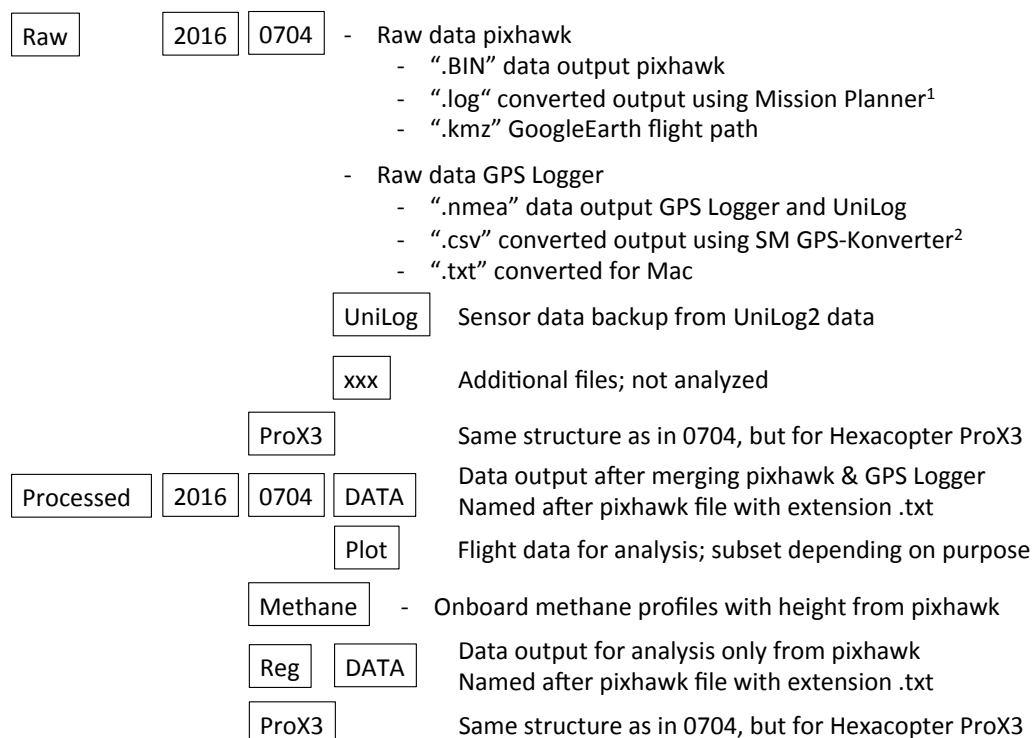 Raw 2016 0704 - Raw data pixhawk
- “.BIN” data output pixhawk
- “.log“ converted output using Mission Planner¹
- “.kmz” GoogleEarth flight path
- Raw data GPS Logger
- “.nmea” data output GPS Logger and UniLog
- “.csv” converted output using SM GPS-Konverter²
- “.txt” converted for Mac
UniLog Sensor data backup from UniLog2 data
xxx Additional files; not analyzed
ProX3 Same structure as in 0704, but for Hexacopter ProX3
Processed 2016 0704 DATA Data output after merging pixhawk & GPS Logger
Named after pixhawk file with extension .txt
Plot Flight data for analysis; subset depending on purpose
Methane - Onboard methane profiles with height from pixhawk
Reg DATA Data output for analysis only from pixhawk
Named after pixhawk file with extension .txt
ProX3 Same structure as in 0704, but for Hexacopter ProX3